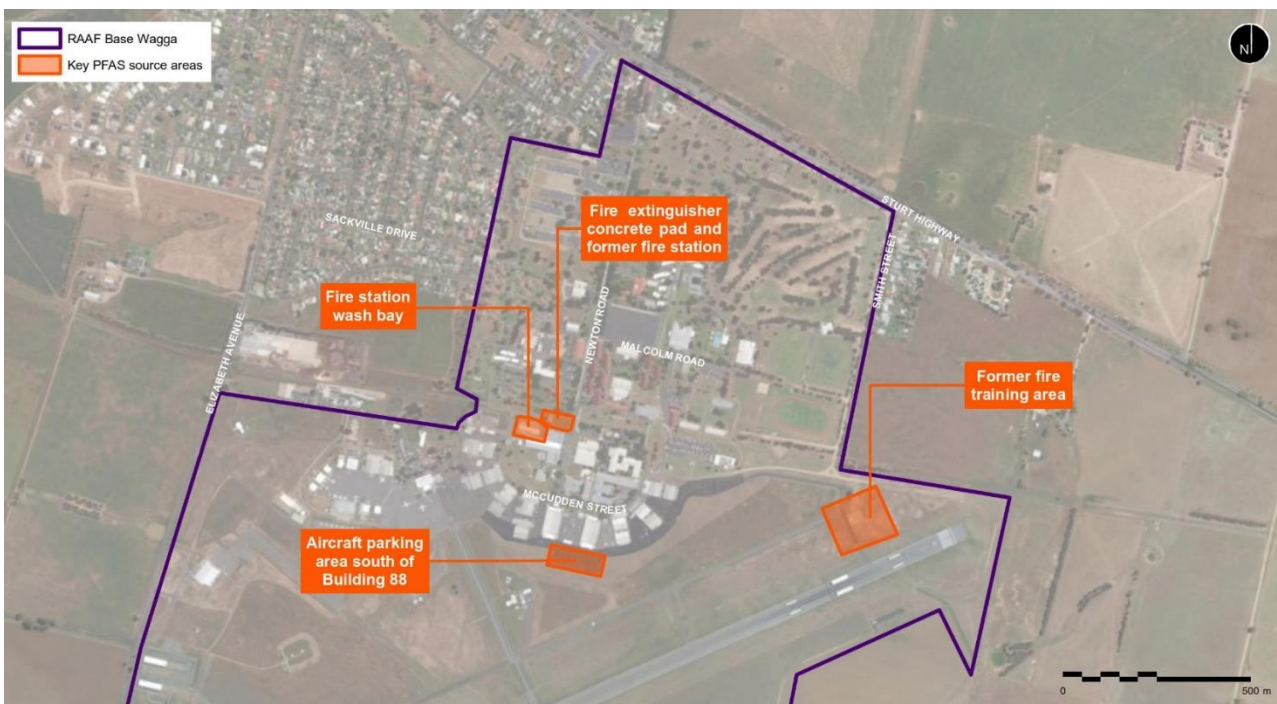 RAAF Base Wagga
Key PFAS source areas
N
SACKVILLE DRIVE
Fire extinguisher
concrete pad and
former fire station
STURT HIGHWAY
SMITH STREET
Fire station
wash bay
NEWTON ROAD
MALCOLM ROAD
ELIZABETH AVENUE
Former fire
training area
MCCUDDEN STREET
Aircraft parking
area south of
Building 88
0
500 m